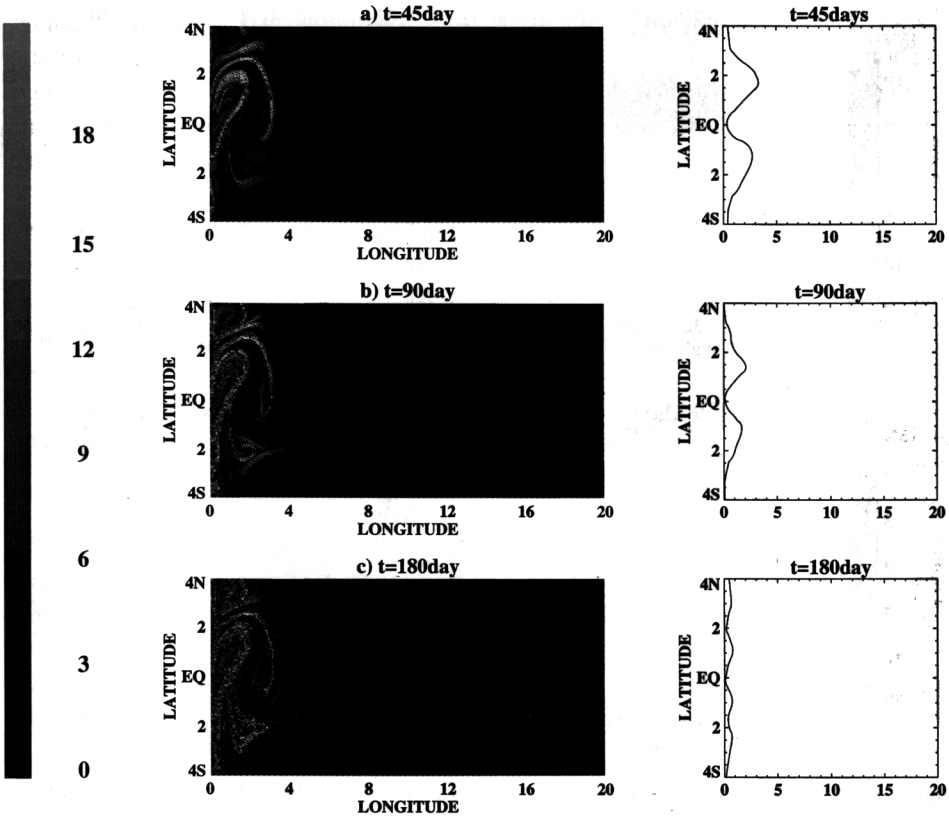 18
15
12
9
6
3
0
a) t=45day
4N
2
EQ
2
4S
LATITUDE
0 4 8 12 16 20
LONGITUDE
t=45days
4N
2
EQ
2
4S
LATITUDE
0 5 10 15 20
b) t=90day
4N
2
EQ
2
4S
LATITUDE
0 4 8 12 16 20
LONGITUDE
t=90day
4N
2
EQ
2
4S
LATITUDE
0 5 10 15 20
c) t=180day
4N
2
EQ
2
4S
LATITUDE
0 4 8 12 16 20
LONGITUDE
t=180day
4N
2
EQ
2
4S
LATITUDE
0 5 10 15 20